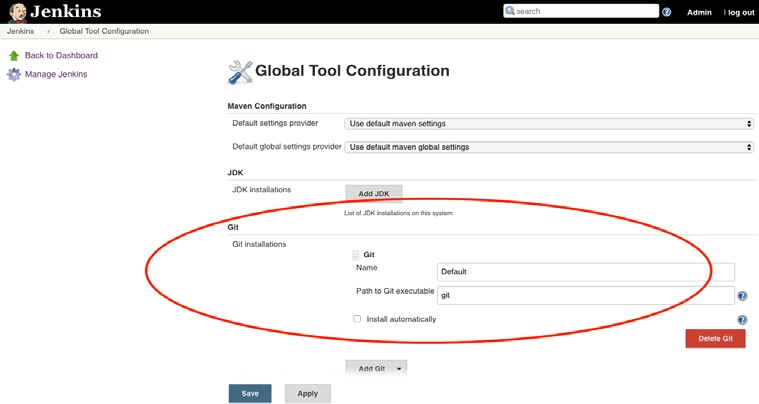 Jenkins
search
Admin | log out
Jenkins › Global Tool Configuration
Back to Dashboard
Manage Jenkins
Global Tool Configuration
Maven Configuration
Default settings provider Use default maven settings
Default global settings provider Use default maven global settings
JDK
JDK installations Add JDK
List of JDK installations on this system
Git
Git installations
Git
Name Default
Path to Git executable git
Install automatically
Delete Git
Add Git
Save Apply